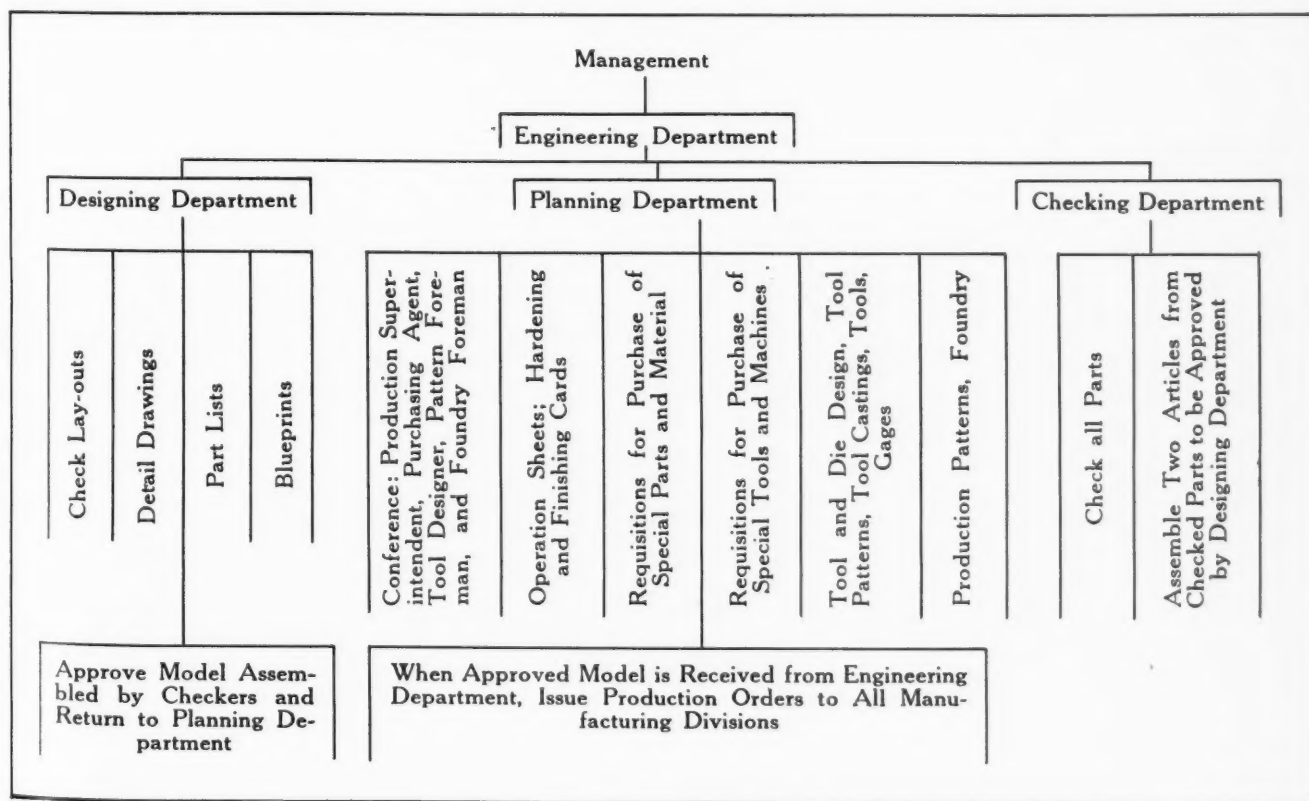 Management
Engineering Department
Designing Department
Planning Department
Checking Department
Check Lay-outs
Detail Drawings
Part Lists
Blueprints
Conference: Production Super-
intendent, Purchasing Agent,
Tool Designer, Pattern Fore-
man, and Foundry Foreman
Operation Sheets; Hardening
and Finishing Cards
Requisitions for Purchase of
Special Parts and Material
Requisitions for Purchase of
Special Tools and Machines
Tool and Die Design, Tool
Patterns, Tool Castings, Tools,
Gages
Production Patterns, Foundry
Check all Parts
Assemble Two Articles from
Checked Parts to be Approved
by Designing Department
Approve Model Assem-
bled by Checkers and
Return to Planning De-
partment
When Approved Model is Received from Engineering
Department, Issue Production Orders to All Manu-
facturing Divisions